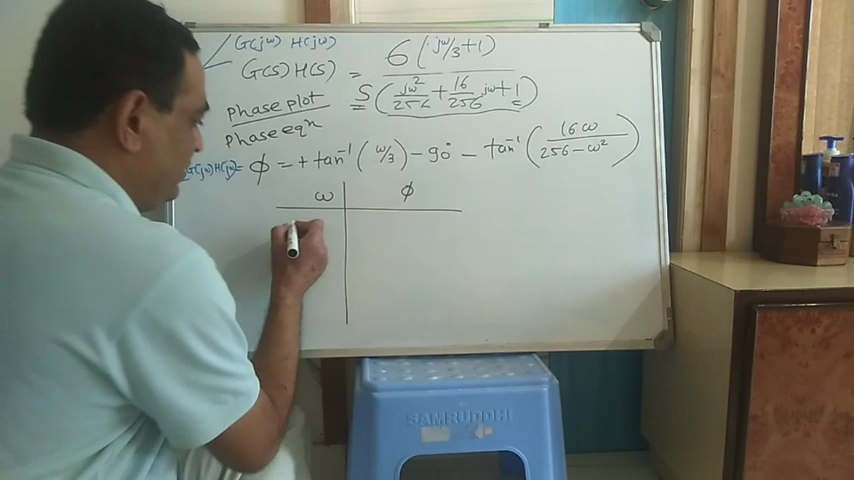 ∠G(jω) H(jω)
G(s) H(s) = 6 (jω/3 + 1) / S (jω²/256 + 16/256 jω + 1)
phase plot
phase eqn
G(jω)H(jω) = ϕ = + tan⁻¹ (ω/3) - 90° - tan⁻¹ (16ω / 256 - ω²)
ω ϕ
SAMRUDDHI